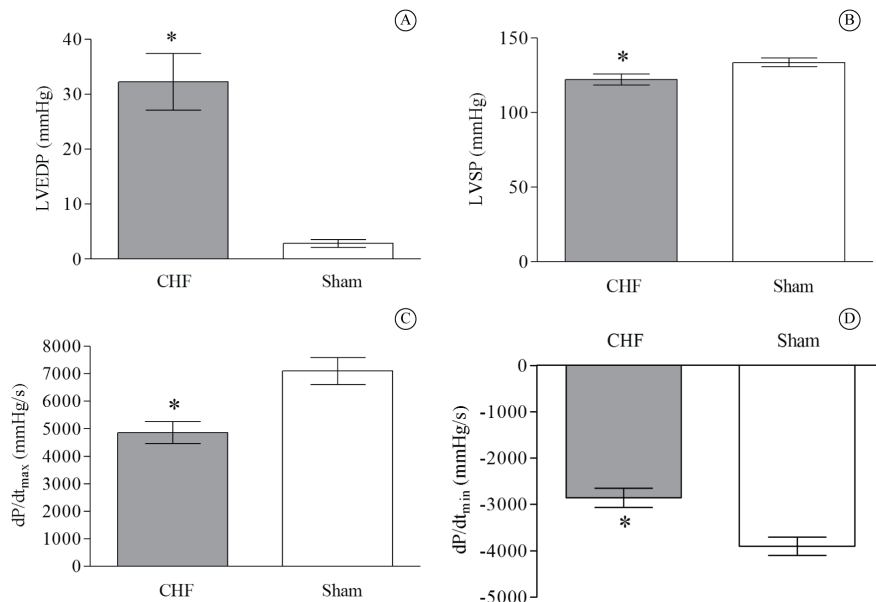 A
LVEDP (mmHg)
40
30
20
10
0
*
CHF Sham
B
LVSP (mmHg)
150
100
50
0
*
CHF Sham
C
dP/dtmax (mmHg/s)
8000
7000
6000
5000
4000
3000
2000
1000
0
*
CHF Sham
D
CHF Sham
dP/dtmin (mmHg/s)
0
-1000
-2000
-3000
-4000
-5000
*